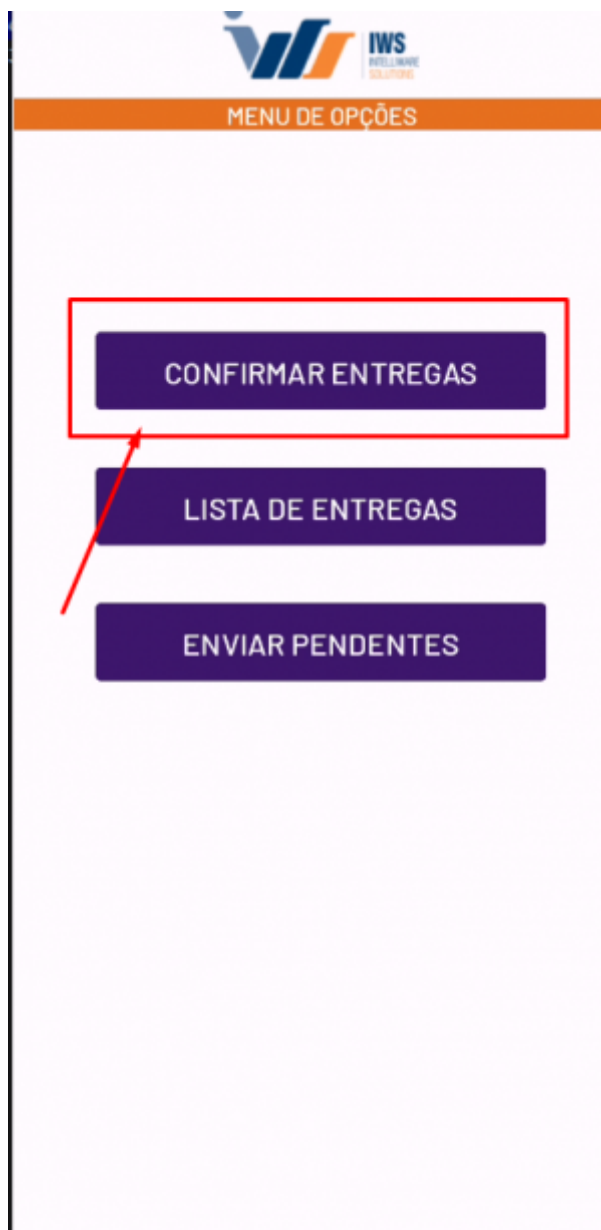 IWS
INTELLIWARE
SOLUTIONS
MENU DE OPÇÕES
CONFIRMAR ENTREGAS
LISTA DE ENTREGAS
ENVIAR PENDENTES